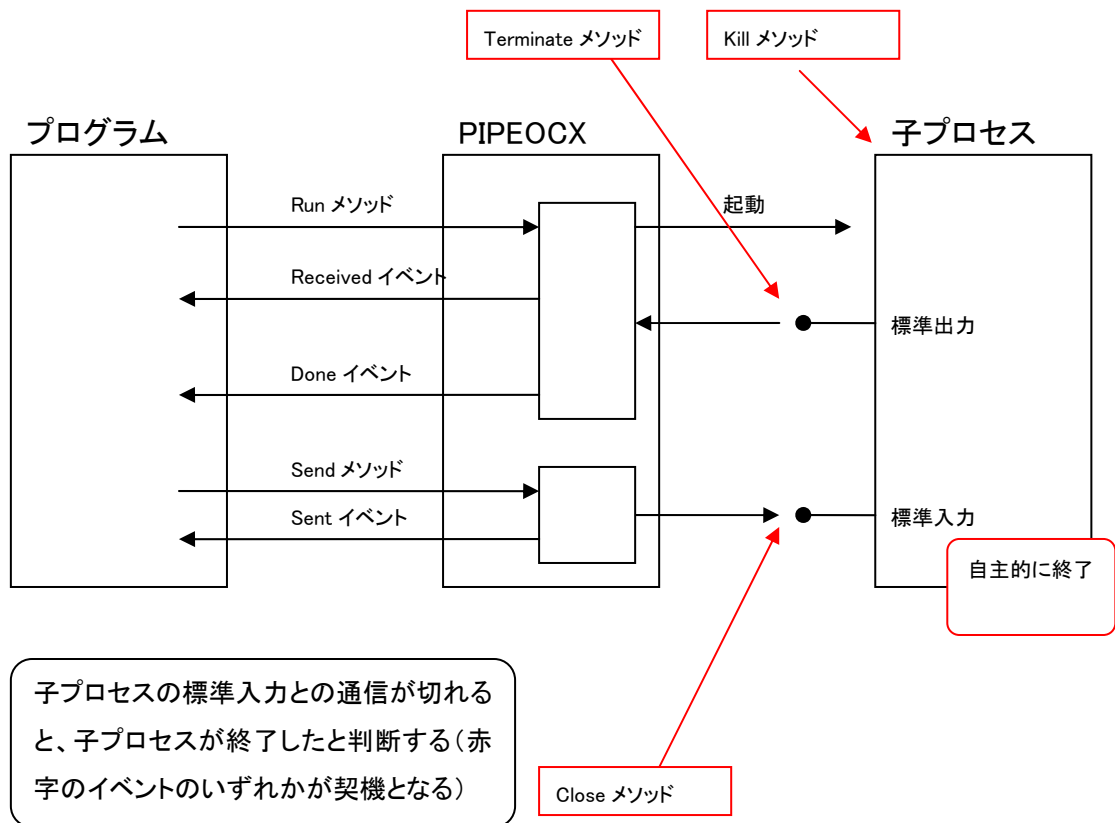 Terminate メソッド
Kill メソッド
プログラム
PIPEOCX
子プロセス
Run メソッド
起動
Received イベント
標準出力
Done イベント
Send メソッド
Sent イベント
標準入力
自主的に終了
子プロセスの標準入力との通信が切れる
と、子プロセスが終了したと判断する（赤
字のイベントのいずれかが契機となる）
Close メソッド